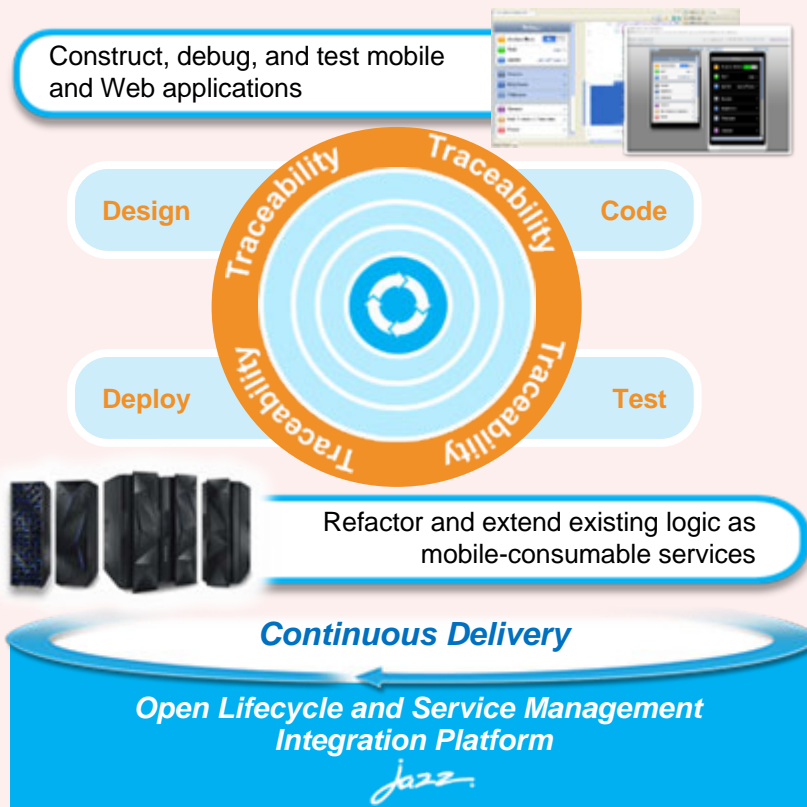 Construct, debug, and test mobile
and Web applications
Traceability
Traceability
Design
Code
Deploy
Test
Traceability
Traceability
Refactor and extend existing logic as
mobile-consumable services
Continuous Delivery
Open Lifecycle and Service Management
Integration Platform
jazz